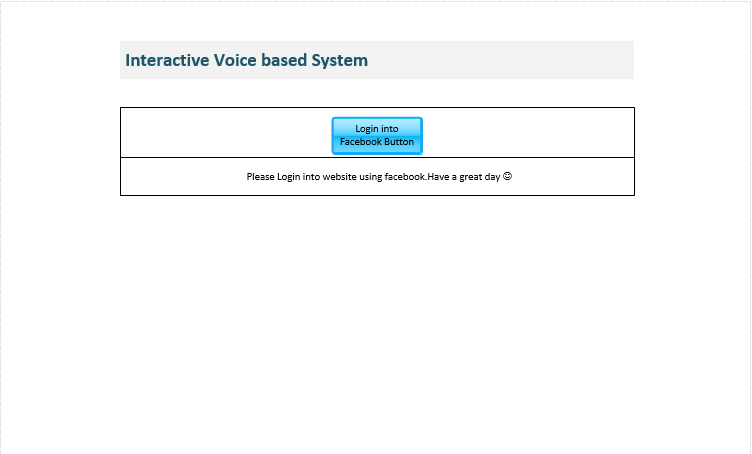 Interactive Voice based System
Login into
Facebook Button
Please Login into website using facebook.Have a great day ☺